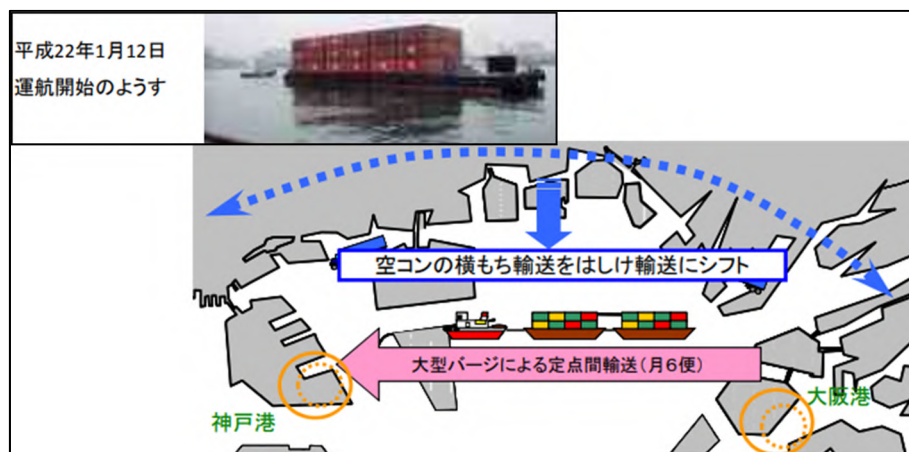 平成22年1月12日
運航開始のようす
空コンの横もち輸送をはしけ輸送にシフト
大型バージによる定点間輸送(月6便)
神戸港
大阪港